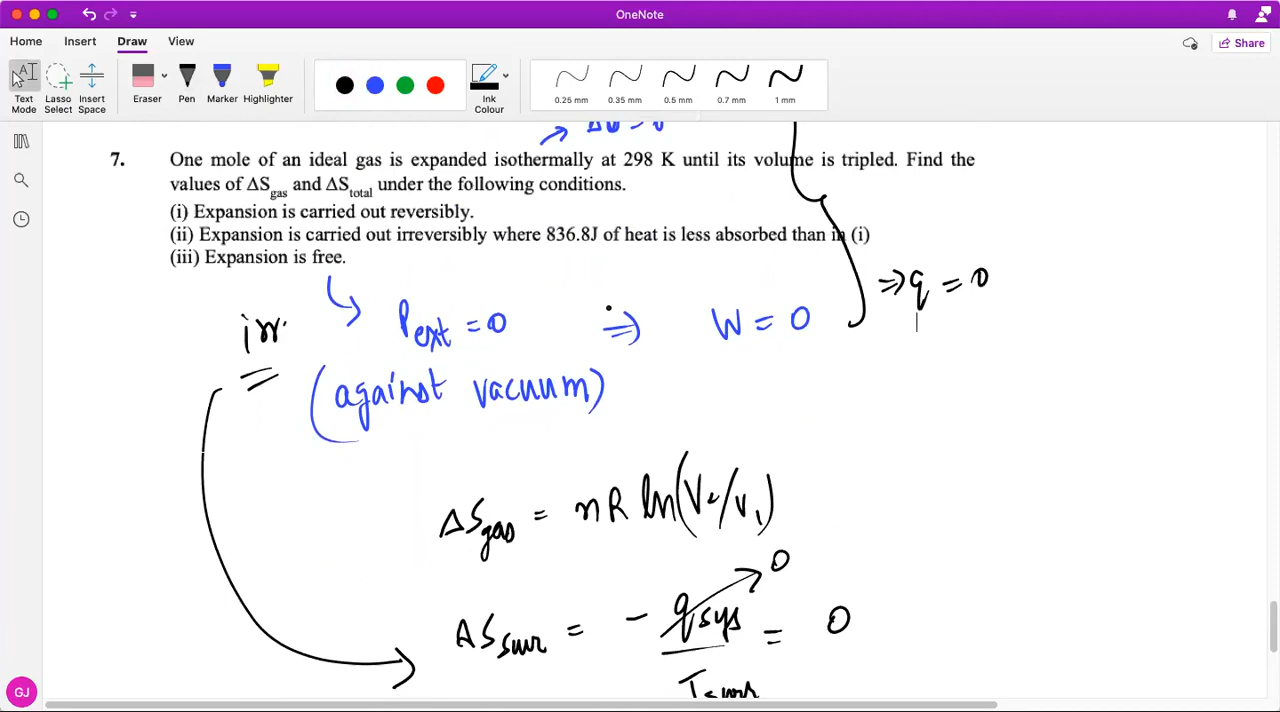 OneNote
Home Insert Draw View
Share
Text Mode
Lasso Select
Insert Space
Eraser
Pen
Marker
Highlighter
Ink Colour
0.25 mm
0.35 mm
0.5 mm
0.7 mm
1 mm
7. One mole of an ideal gas is expanded isothermally at 298 K until its volume is tripled. Find the
values of ΔSgas and ΔStotal under the following conditions.
(i) Expansion is carried out reversibly.
(ii) Expansion is carried out irreversibly where 836.8J of heat is less absorbed than in (i)
(iii) Expansion is free.
⇒ q = 0
irr. Pext = 0 ⇒ W = 0
(against vacuum)
ΔSgas = nR ln(V2/V1)
0
ΔSsurr = - qsys = 0
Tsurr
GJ